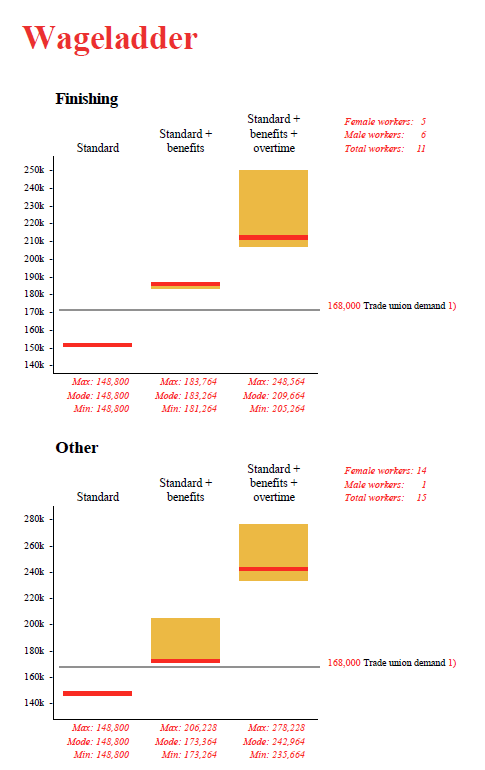 Wageladder
Finishing
Standard
Standard +
benefits
Standard +
benefits +
overtime
Female workers: 5
Male workers: 6
Total workers: 11
250k
240k
230k
220k
210k
200k
190k
180k
170k
160k
150k
140k
168,000 Trade union demand 1)
Max: 148,800 Max: 183,764 Max: 248,564
Mode: 148,800 Mode: 183,264 Mode: 209,664
Min: 148,800 Min: 181,264 Min: 205,264
Other
Standard
Standard +
benefits
Standard +
benefits +
overtime
Female workers: 14
Male workers: 1
Total workers: 15
280k
260k
240k
220k
200k
180k
160k
140k
168,000 Trade union demand 1)
Max: 148,800 Max: 206,228 Max: 278,228
Mode: 148,800 Mode: 173,364 Mode: 242,964
Min: 148,800 Min: 173,264 Min: 235,664